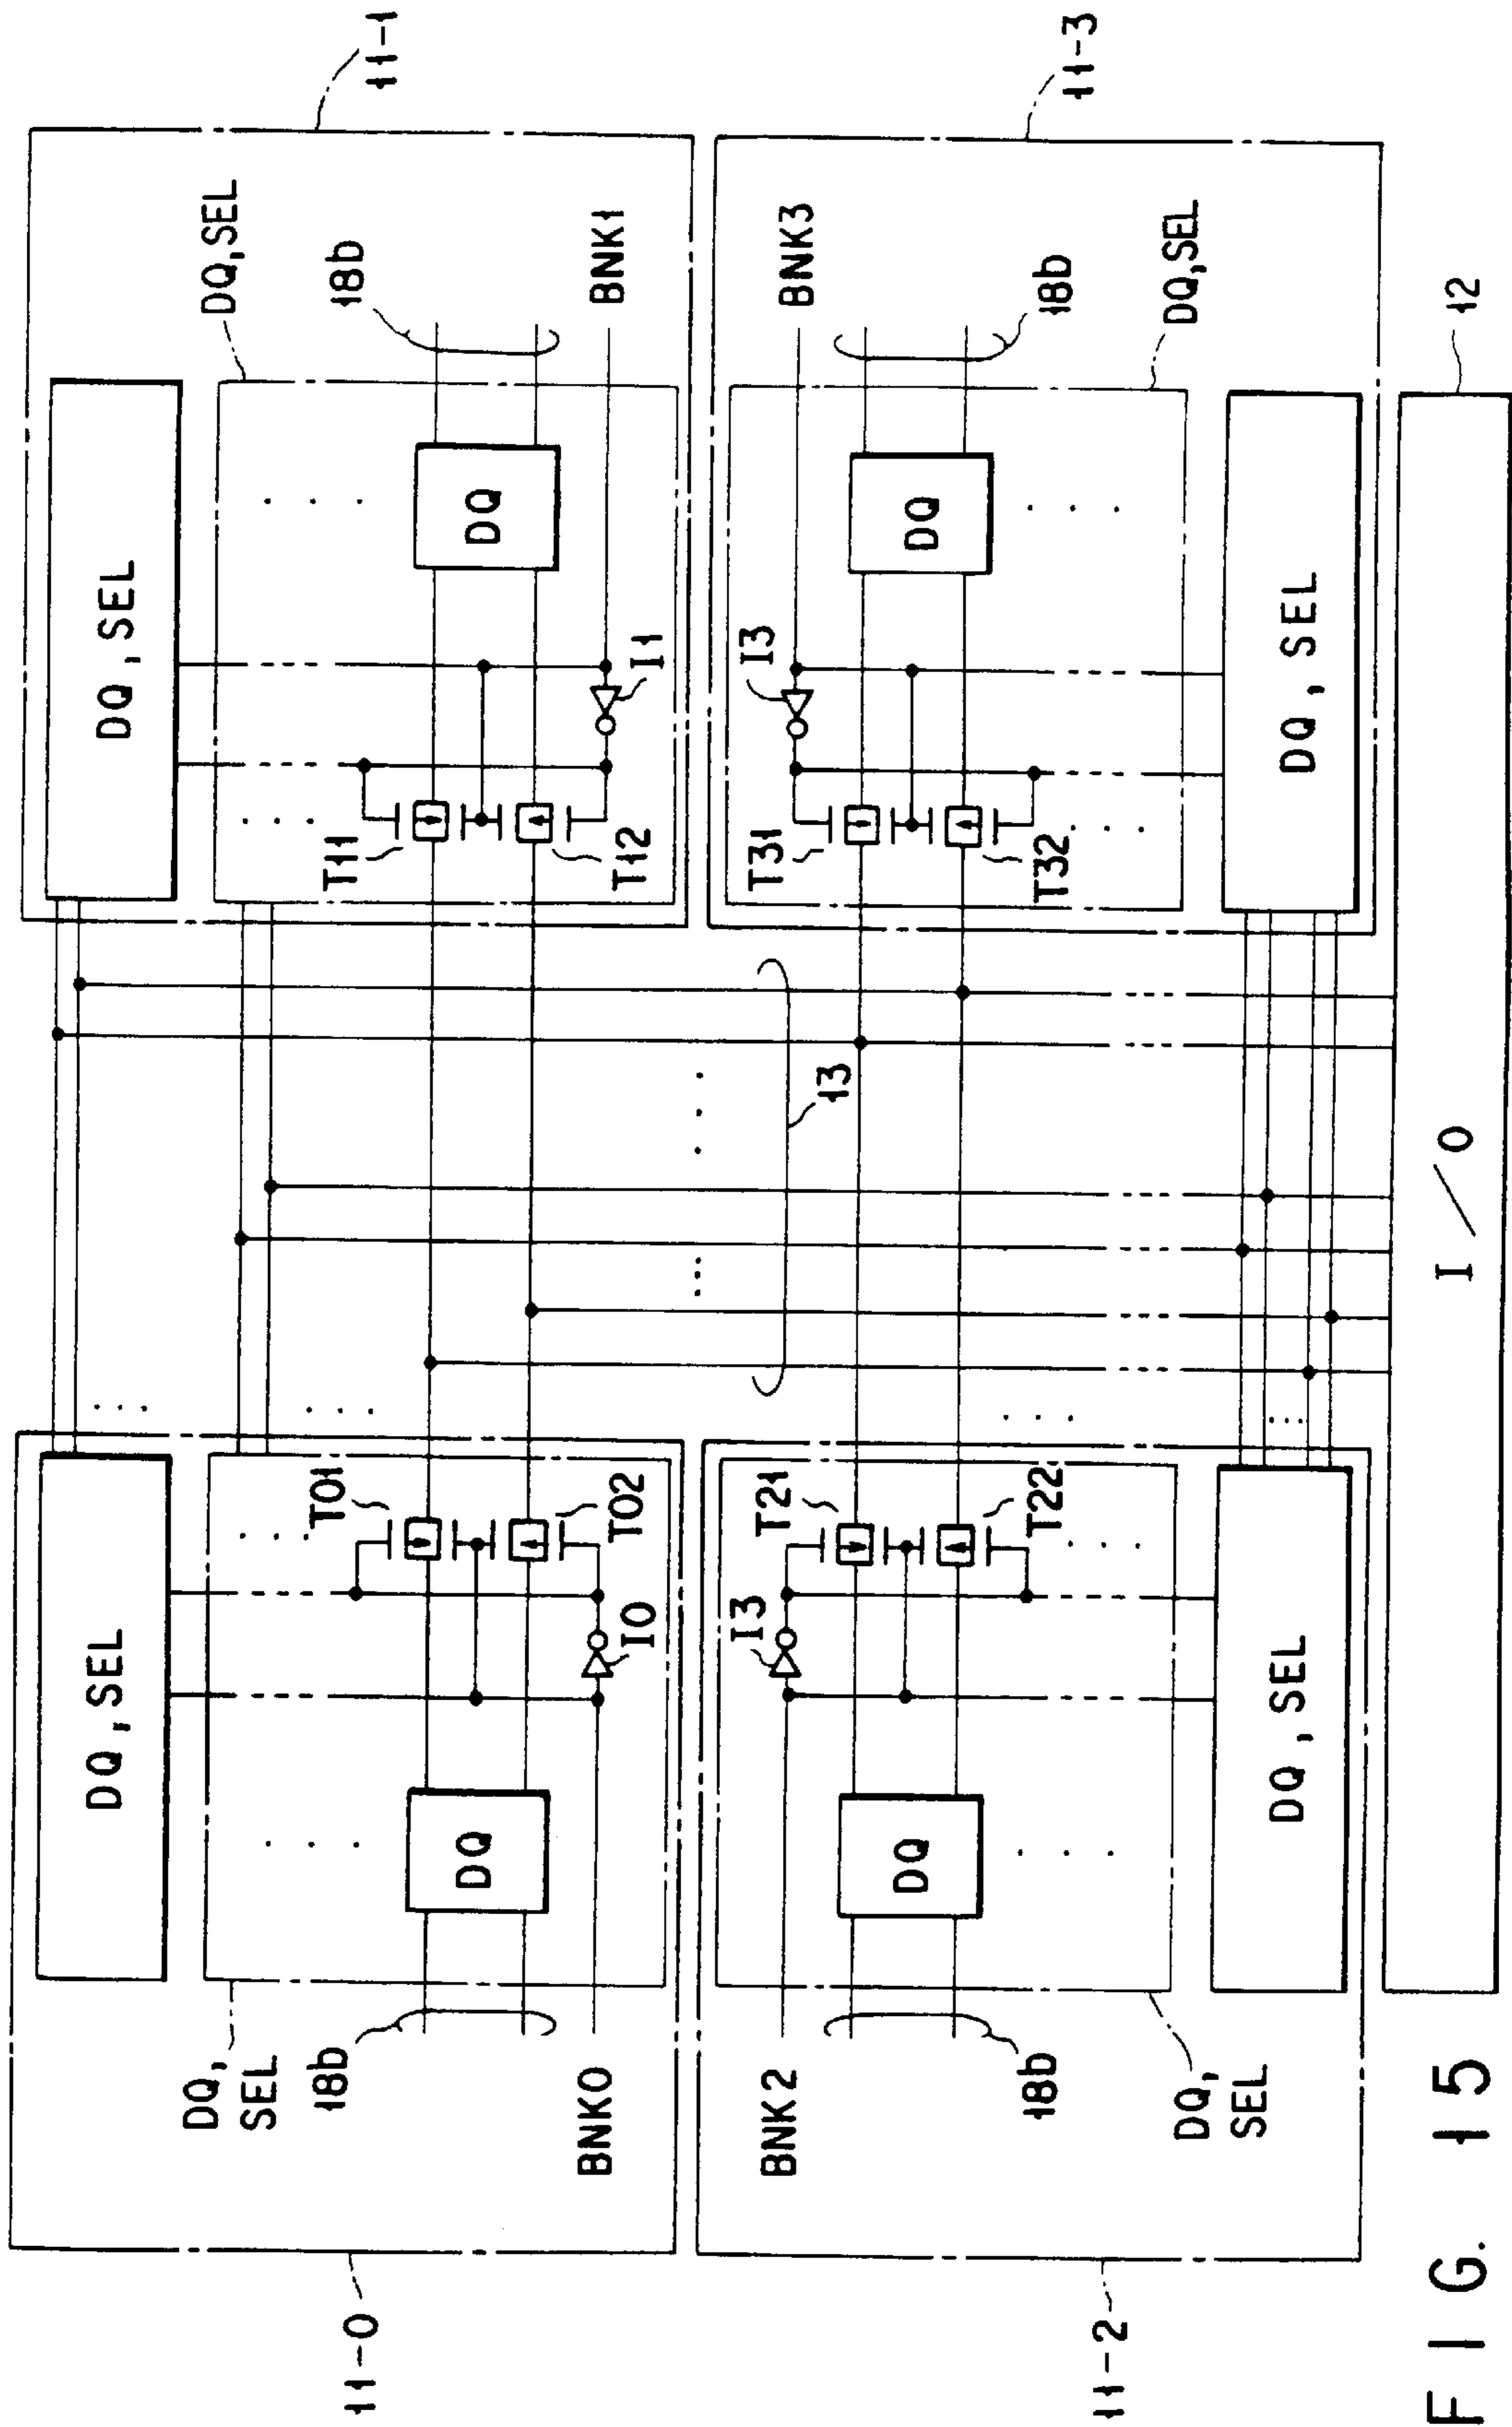 11-0
11-1
DQ,SEL
DQ,SEL
DQ,
SEL
DQ,SEL
18b
18b
DQ
DQ
T01
T11
T02
T12
I0
I1
BNK0
BNK1
13
BNK2
BNK3
I3
I3
T21
T31
DQ
DQ
T22
T32
18b
18b
DQ,
SEL
DQ,SEL
DQ,SEL
DQ,SEL
11-2
11-3
I/O
12
FIG. 15